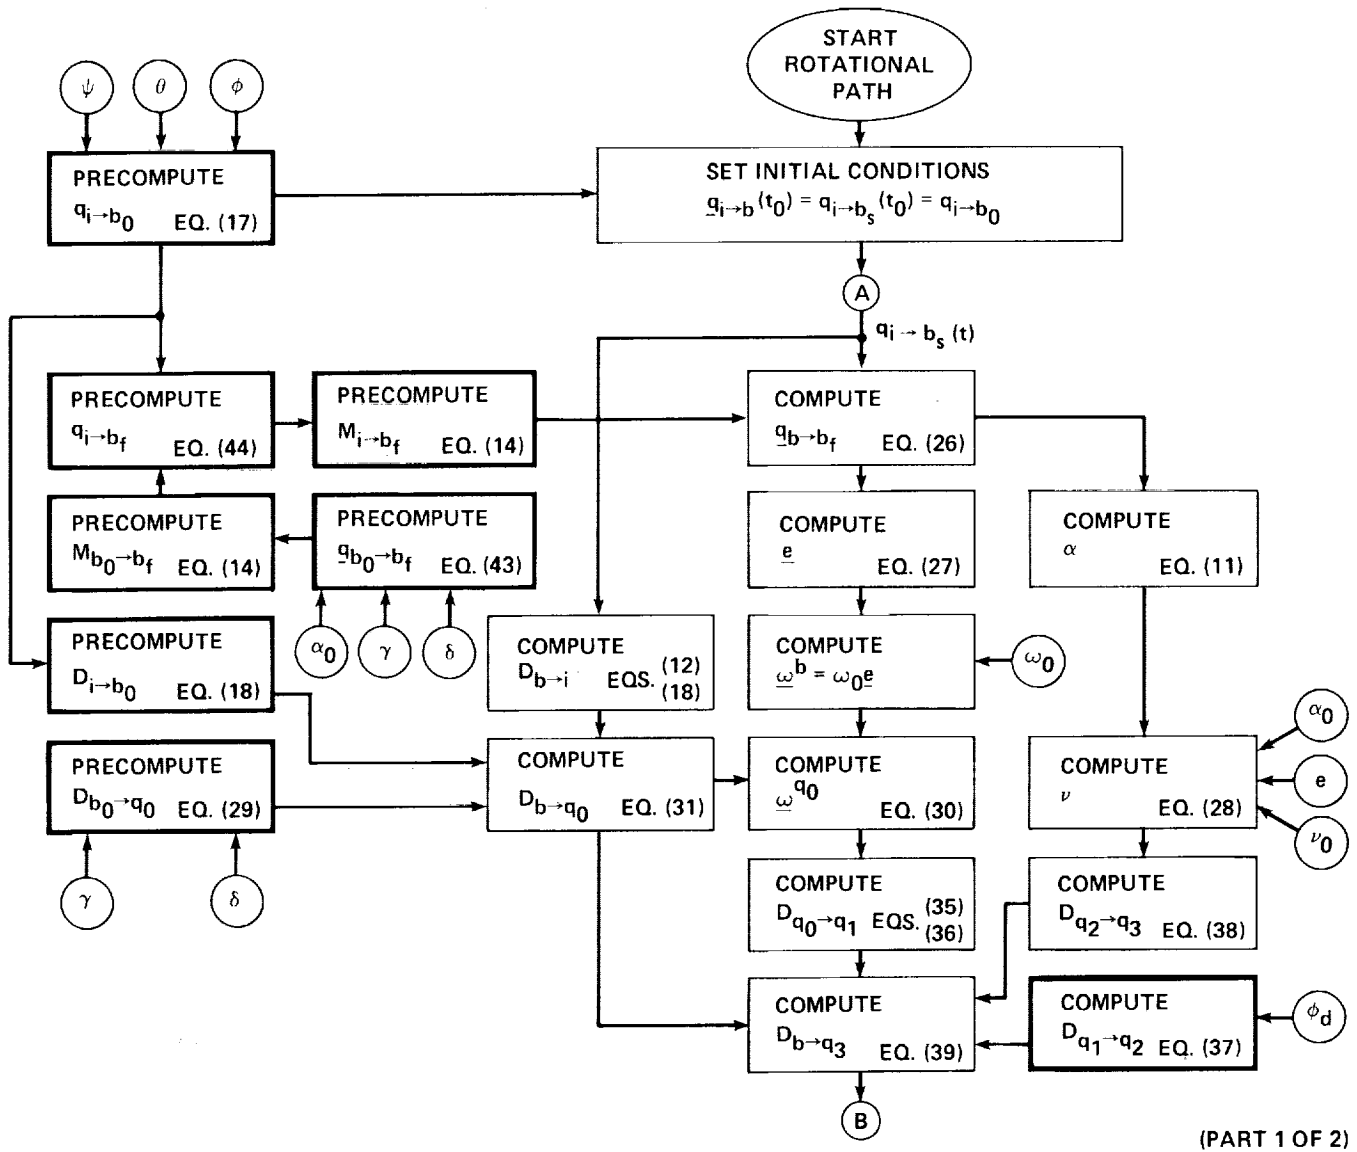 START
ROTATIONAL
PATH
ψ θ φ
PRECOMPUTE
q_{i→b_0} EQ. (17)
SET INITIAL CONDITIONS
q_{i→b}(t_0) = q_{i→b_s}(t_0) = q_{i→b_0}
A
q_{i→b_s}(t)
PRECOMPUTE
q_{i→b_f} EQ. (44)
PRECOMPUTE
M_{i→b_f} EQ. (14)
COMPUTE
q_{b→b_f} EQ. (26)
PRECOMPUTE
M_{b_0→b_f} EQ. (14)
PRECOMPUTE
q_{b_0→b_f} EQ. (43)
COMPUTE
e
EQ. (27)
COMPUTE
α
EQ. (11)
α_0 γ δ
PRECOMPUTE
D_{i→b_0} EQ. (18)
COMPUTE
D_{b→i} EQS. (12)
(18)
COMPUTE
ω^b = ω_0e
ω_0
PRECOMPUTE
D_{b_0→q_0} EQ. (29)
γ δ
COMPUTE
D_{b→q_0} EQ. (31)
COMPUTE
ω^{q_0}
EQ. (30)
COMPUTE
ν
EQ. (28)
α_0
e
ν_0
COMPUTE
D_{q_0→q_1} EQS. (35)
(36)
COMPUTE
D_{q_2→q_3} EQ. (38)
COMPUTE
D_{b→q_3} EQ. (39)
COMPUTE
D_{q_1→q_2} EQ. (37)
φ_d
B
(PART 1 OF 2)